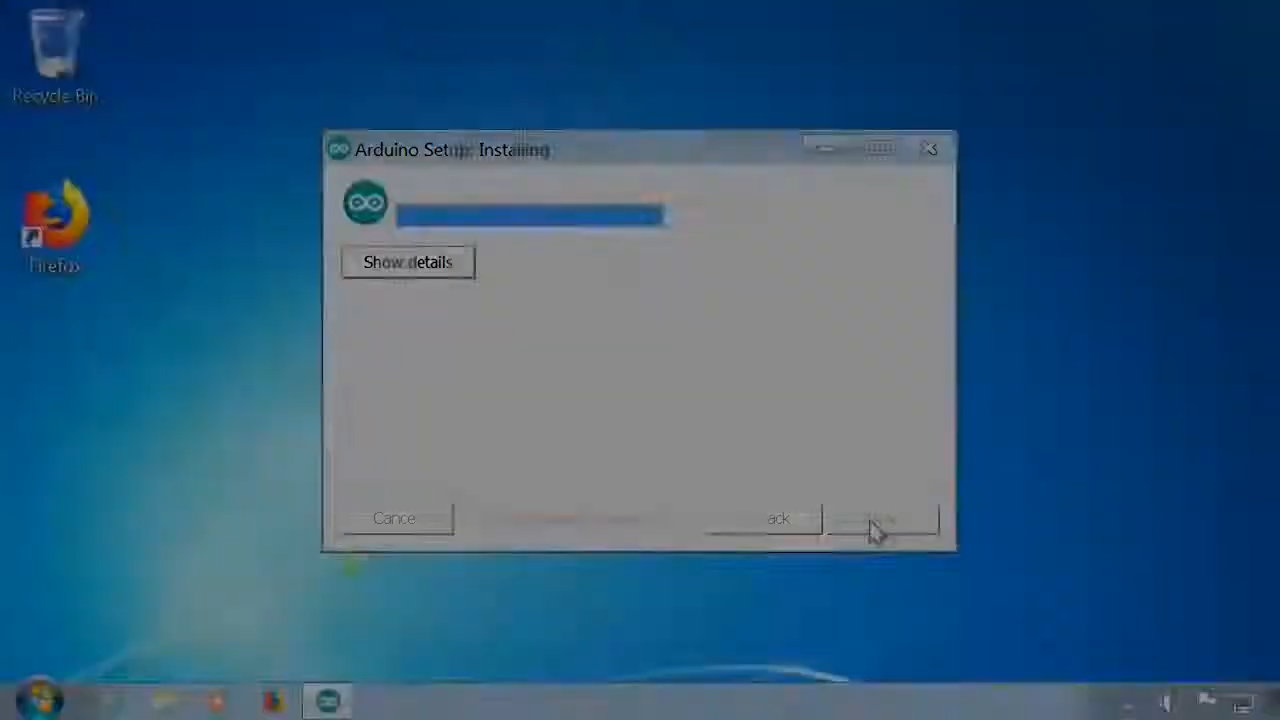 Recycle Bin
Arduino Setup: Installing
Show details
Firefox
Cance
ack